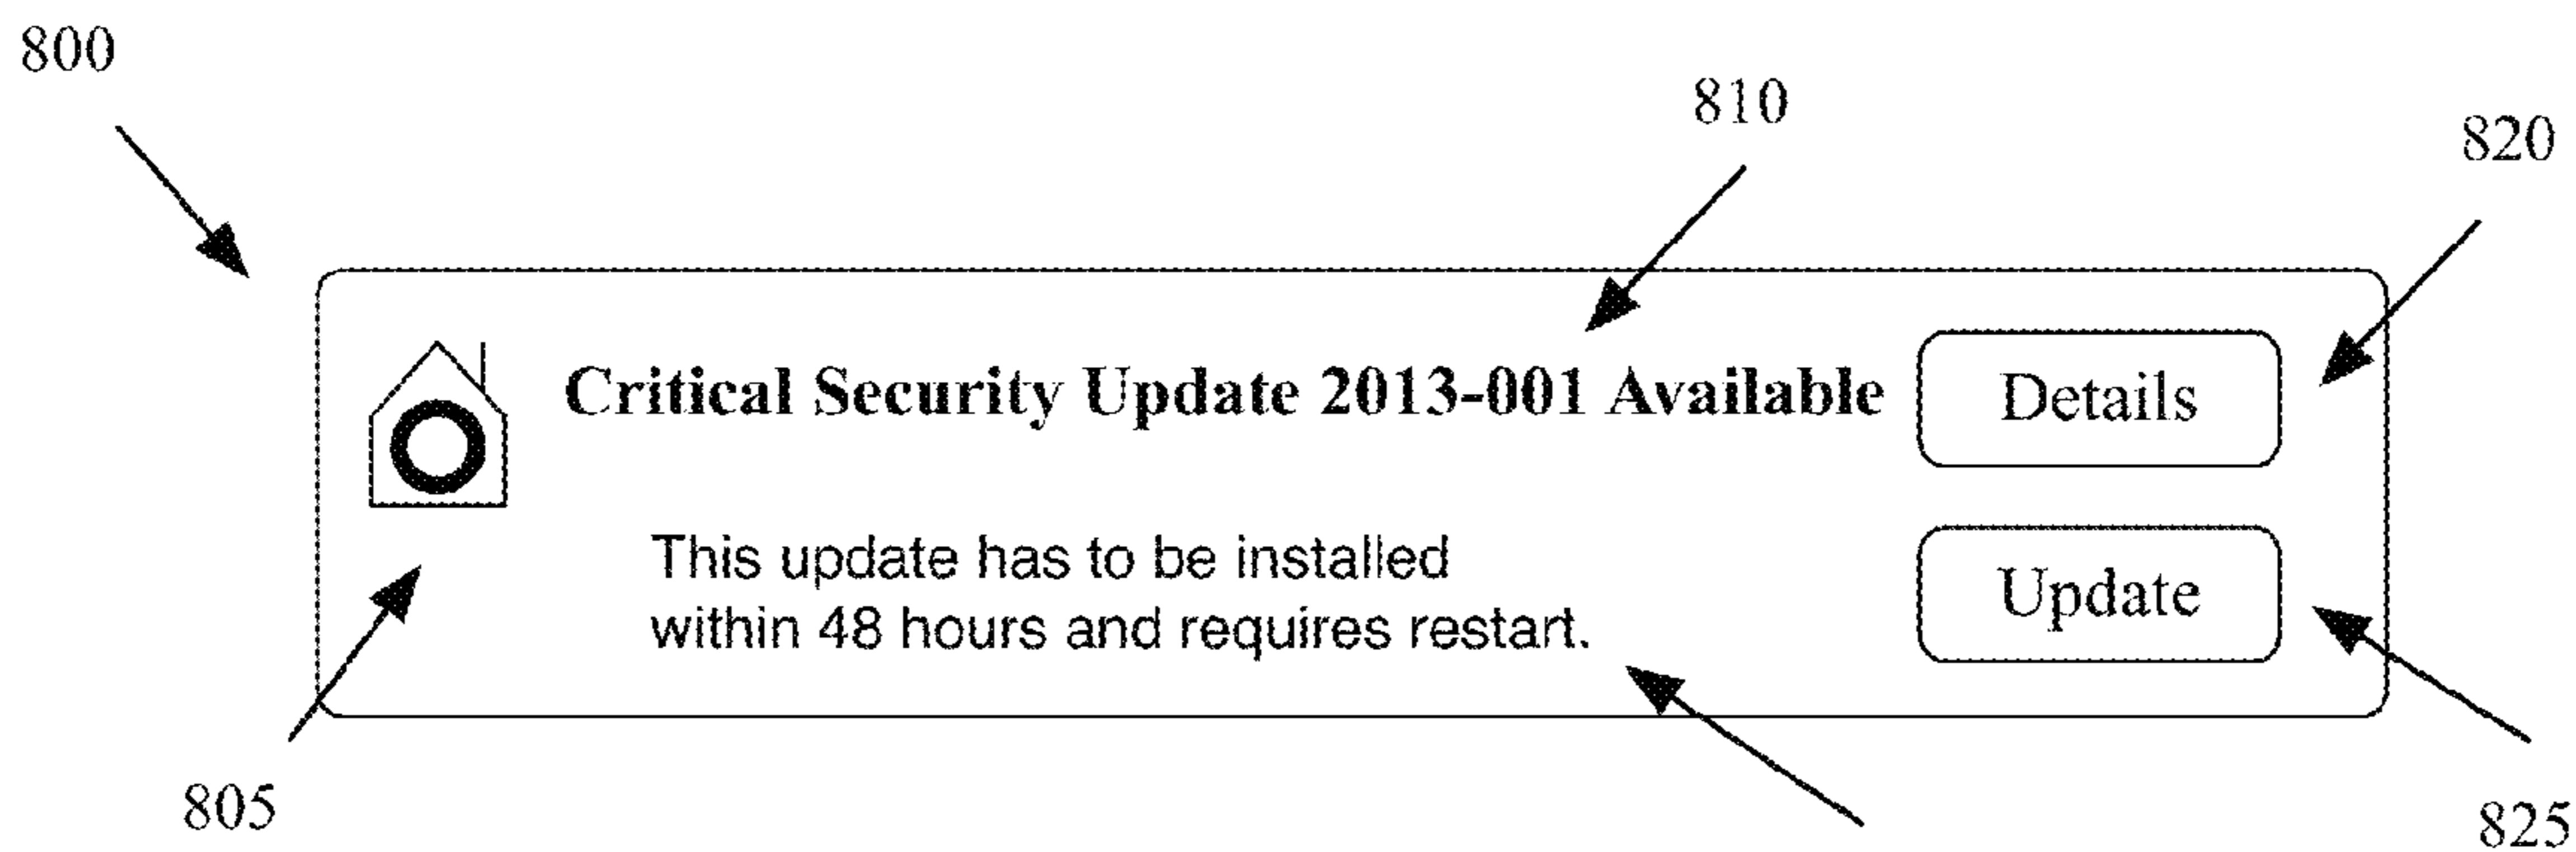 800
810
820
Critical Security Update 2013-001 Available
Details
This update has to be installed
within 48 hours and requires restart.
Update
805
825